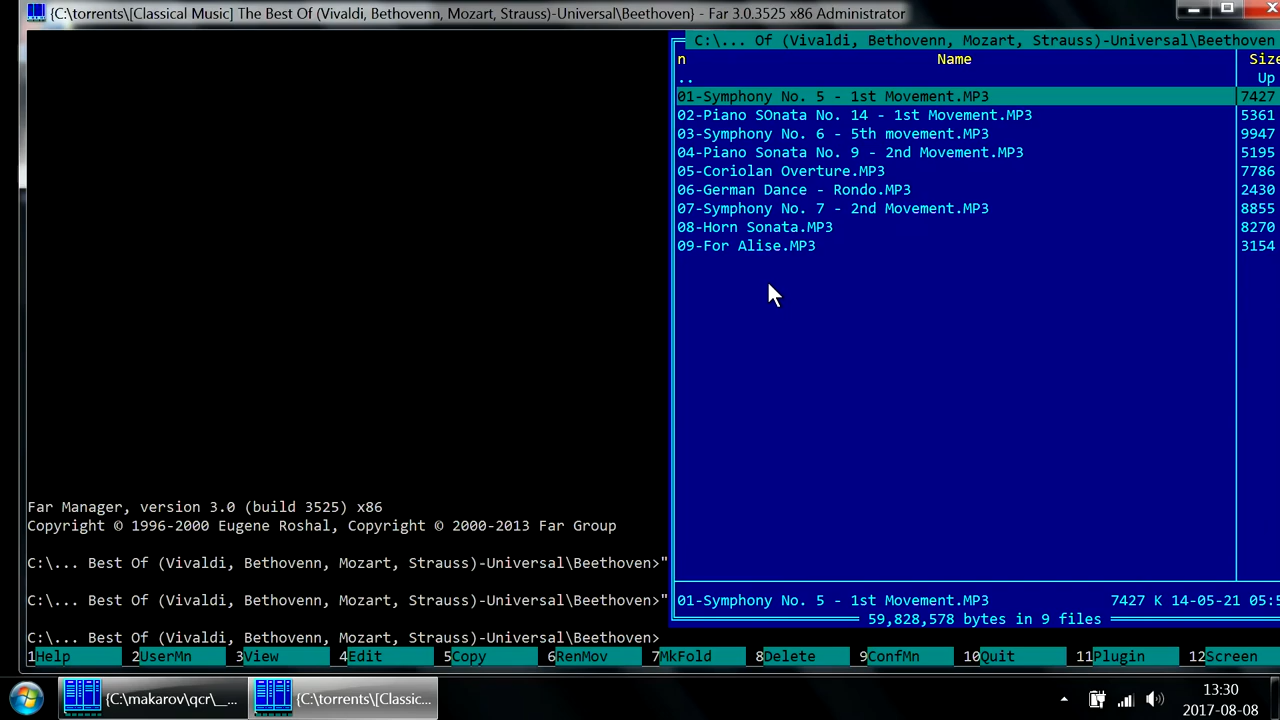 {C:\torrents\[Classical Music] The Best Of (Vivaldi, Bethovenn, Mozart, Strauss)-Universal\Beethoven} - Far 3.0.3525 x86 Administrator
C:\... Of (Vivaldi, Bethovenn, Mozart, Strauss)-Universal\Beethoven
n Name Size
.. Up
01-Symphony No. 5 - 1st Movement.MP3 7427
02-Piano SOnata No. 14 - 1st Movement.MP3 5361
03-Symphony No. 6 - 5th movement.MP3 9947
04-Piano Sonata No. 9 - 2nd Movement.MP3 5195
05-Coriolan Overture.MP3 7786
06-German Dance - Rondo.MP3 2430
07-Symphony No. 7 - 2nd Movement.MP3 8855
08-Horn Sonata.MP3 8270
09-For Alise.MP3 3154
Far Manager, version 3.0 (build 3525) x86
Copyright © 1996-2000 Eugene Roshal, Copyright © 2000-2013 Far Group
C:\... Best Of (Vivaldi, Bethovenn, Mozart, Strauss)-Universal\Beethoven>"
C:\... Best Of (Vivaldi, Bethovenn, Mozart, Strauss)-Universal\Beethoven>"
01-Symphony No. 5 - 1st Movement.MP3 7427 K 14-05-21 05:5
59,828,578 bytes in 9 files
C:\... Best Of (Vivaldi, Bethovenn, Mozart, Strauss)-Universal\Beethoven>
1Help 2UserMn 3View 4Edit 5Copy 6RenMov 7MkFold 8Delete 9ConfMn 10Quit 11Plugin 12Screen
{C:\makarov\qcr\__... {C:\torrents\[Classic... 13:30
2017-08-08